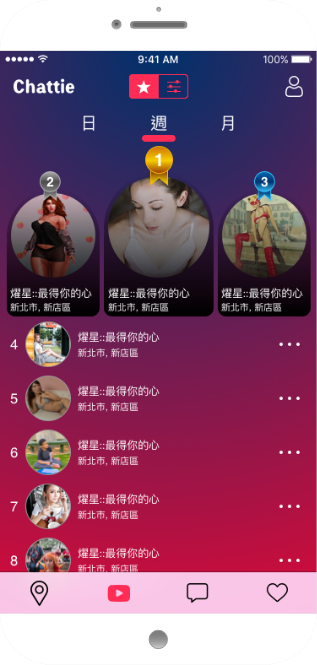 9:41 AM
100%
Chattie
日 週 月
2
1
3
燿星::最得你的心
新北市, 新店區
燿星::最得你的心
新北市, 新店區
燿星::最得你的心
新北市, 新店區
4 燿星::最得你的心
新北市, 新店區
5 燿星::最得你的心
新北市, 新店區
6 燿星::最得你的心
新北市, 新店區
7 燿星::最得你的心
新北市, 新店區
8 燿星::最得你的心
新北市, 新店區